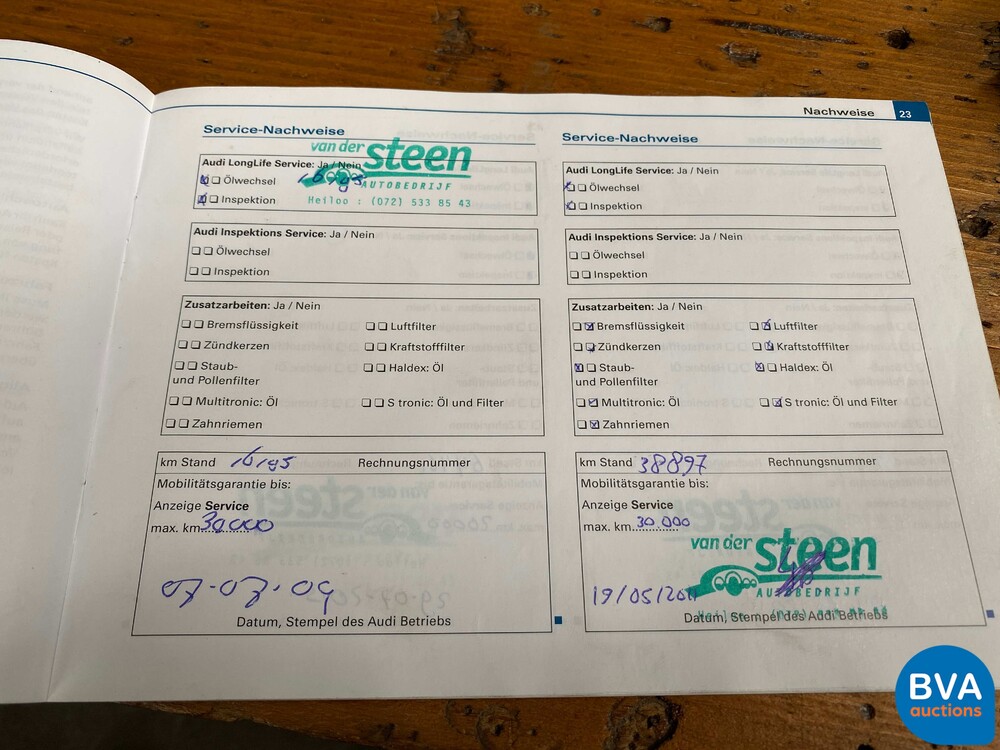 Nachweise 23
Service-Nachweise
van der steen
AUTOBEDRIJF
Heiloo : (072) 533 85 43
Audi LongLife Service: Ja / Nein
Ölwechsel
Inspektion
Audi Inspektions Service: Ja / Nein
Ölwechsel
Inspektion
Zusatzarbeiten: Ja / Nein
Bremsflüssigkeit Luftfilter
Zündkerzen Kraftstofffilter
Staub- Haldex: Öl
und Pollenfilter
Multitronic: Öl S tronic: Öl und Filter
Zahnriemen
km Stand 16195 Rechnungsnummer
Mobilitätsgarantie bis:
Anzeige Service
max. km 30000
07-07-09
Datum, Stempel des Audi Betriebs
Service-Nachweise
Audi LongLife Service: Ja / Nein
Ölwechsel
Inspektion
Audi Inspektions Service: Ja / Nein
Ölwechsel
Inspektion
Zusatzarbeiten: Ja / Nein
Bremsflüssigkeit Luftfilter
Zündkerzen Kraftstofffilter
Staub- Haldex: Öl
und Pollenfilter
Multitronic: Öl S tronic: Öl und Filter
Zahnriemen
km Stand 38897 Rechnungsnummer
Mobilitätsgarantie bis:
Anzeige Service
max. km 30.000
van der steen
AUTOBEDRIJF
19/05/2011
Datum, Stempel des Audi Betriebs
BVA
auctions